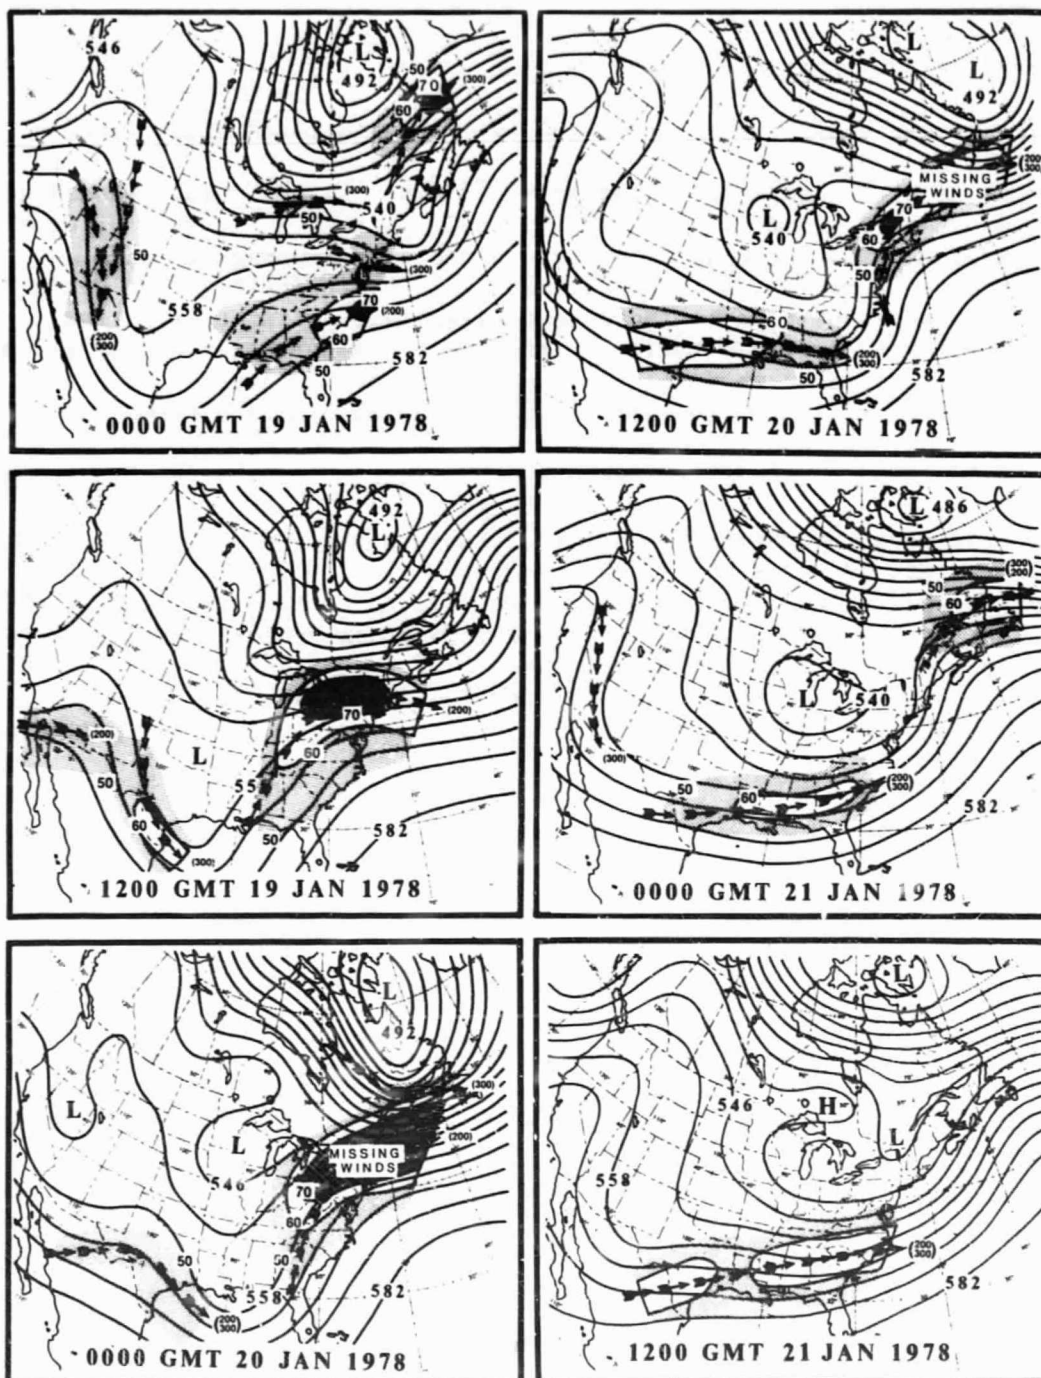 546
L
492
50
70
(300)
60
(300)
540
50
50
(300)
558
70
(200)
60
(200
300)
50
582
0000 GMT 19 JAN 1978
L
L
492
(200
300)
MISSING
WINDS
70
L
540
60
50
60
(200
300)
50
582
1200 GMT 20 JAN 1978
492
L
(200)
70
(200)
L
60
50
55
60
50
582
(300)
1200 GMT 19 JAN 1978
L 486
(300
200)
50
60
L
540
(300)
50
60
(200
300)
582
0000 GMT 21 JAN 1978
L
492
(300)
L
L
(200)
MISSING
WINDS
546
70
60
50
50
558
582
(200
300)
0000 GMT 20 JAN 1978
L
546
H
L
558
(200
300)
582
1200 GMT 21 JAN 1978